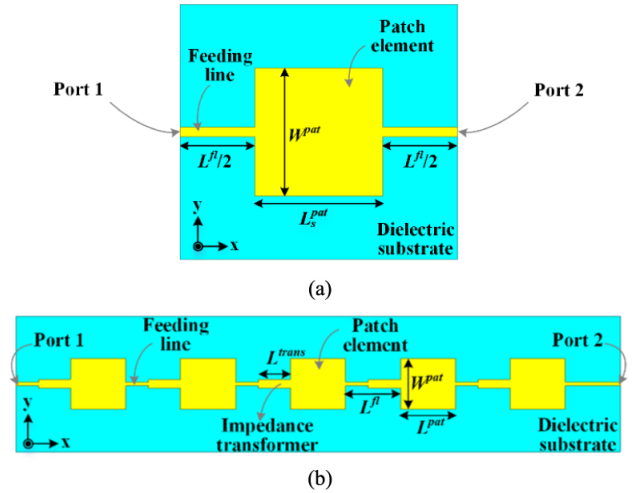 Patch
element
Feeding
line
Port 1
Port 2
W^pat
L^fl/2
L^fl/2
L_s^pat
y
x
Dielectric
substrate
(a)
Port 1
Feeding
line
L^trans
Patch
element
Port 2
W^pat
L^fl
L^pat
y
x
Impedance
transformer
Dielectric
substrate
(b)